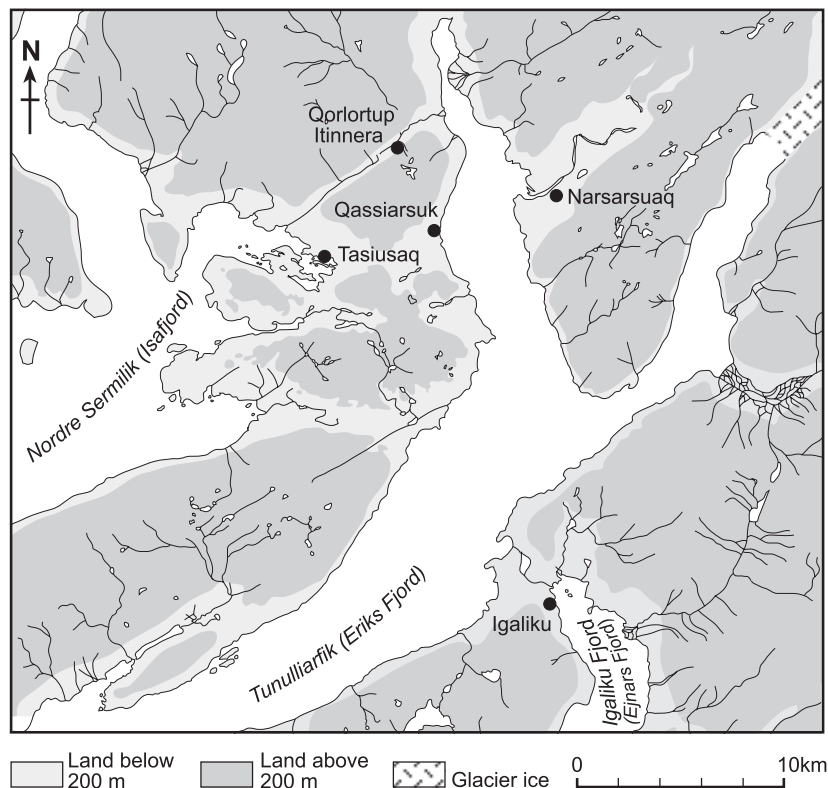 N
Qorlortup
Itinnera
Narsarsuaq
Qassiarsuk
Tasiusaq
Nordre Sermilik (Isafjord)
Tunulliarfik (Eriks Fjord)
Igaliku
Igaliku Fjord
(Ejnars Fjord)
Land below
200 m
Land above
200 m
Glacier ice
0
10km